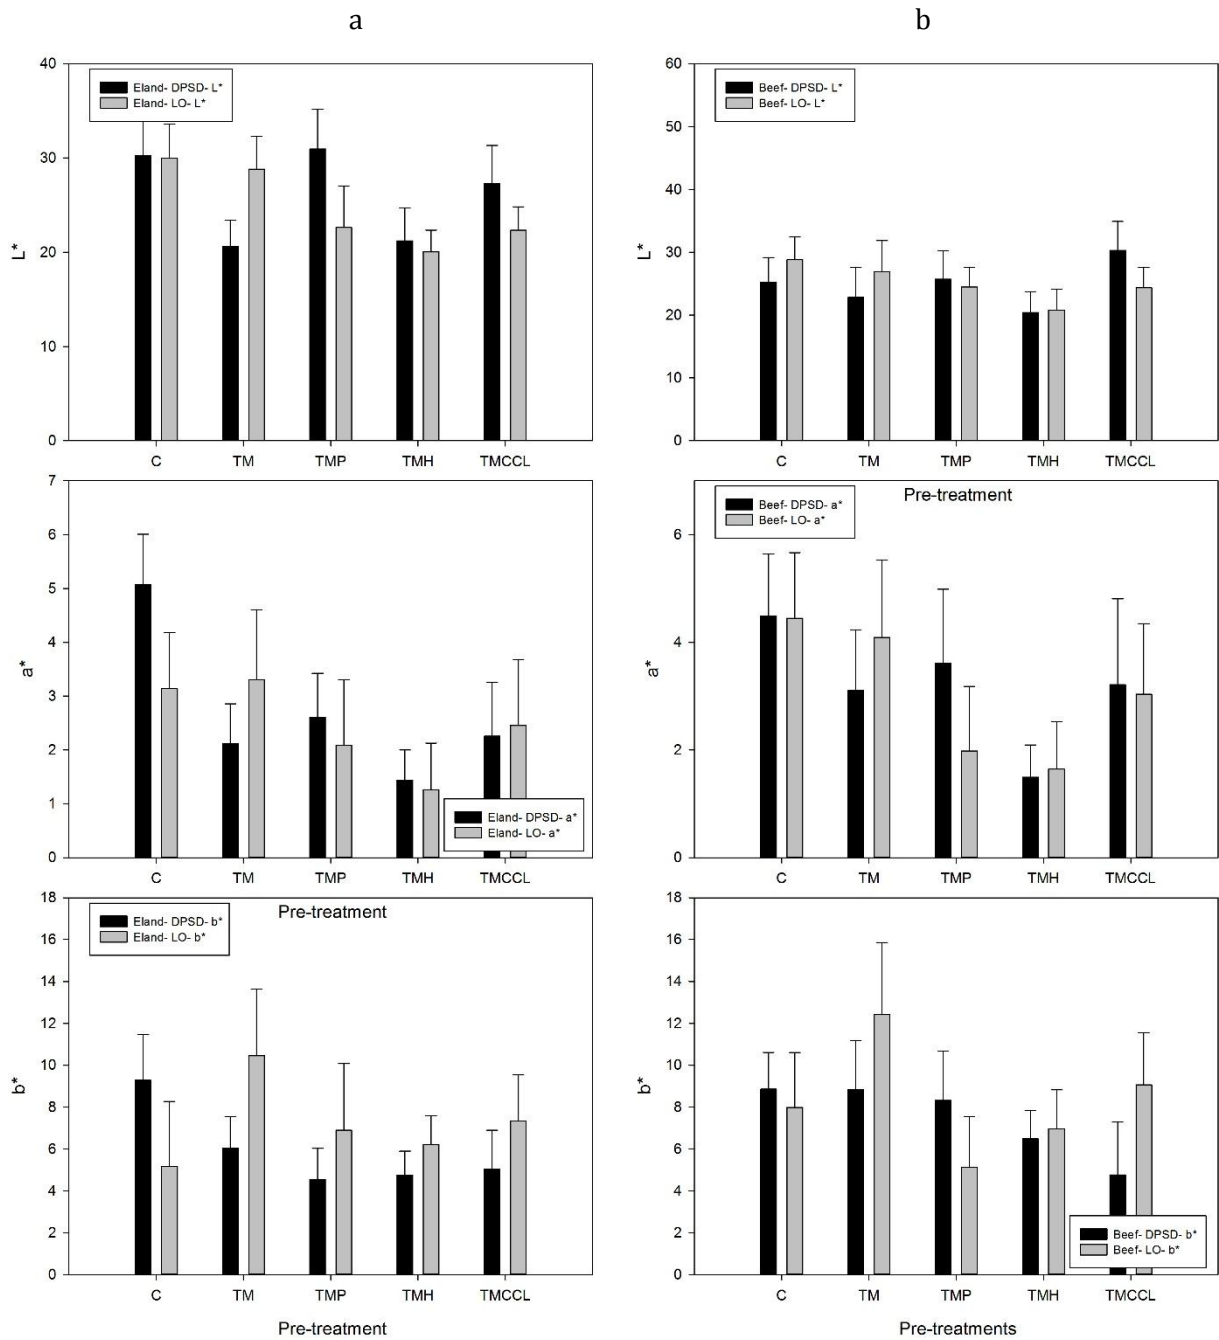 a
b
40
30
20
10
0
L*
Eland- DPSD- L*
Eland- LO- L*
C TM TMP TMH TMCCL
60
50
40
30
20
10
0
L*
Beef- DPSD- L*
Beef- LO- L*
C TM TMP TMH TMCCL
7
6
5
4
3
2
1
0
a*
Eland- DPSD- a*
Eland- LO- a*
C TM TMP TMH TMCCL
Pre-treatment
6
4
2
0
a*
Beef- DPSD- a*
Beef- LO- a*
C TM TMP TMH TMCCL
18
16
14
12
10
8
6
4
2
0
b*
Pre-treatment
Eland- DPSD- b*
Eland- LO- b*
C TM TMP TMH TMCCL
Pre-treatment
18
16
14
12
10
8
6
4
2
0
b*
Beef- DPSD- b*
Beef- LO- b*
C TM TMP TMH TMCCL
Pre-treatments